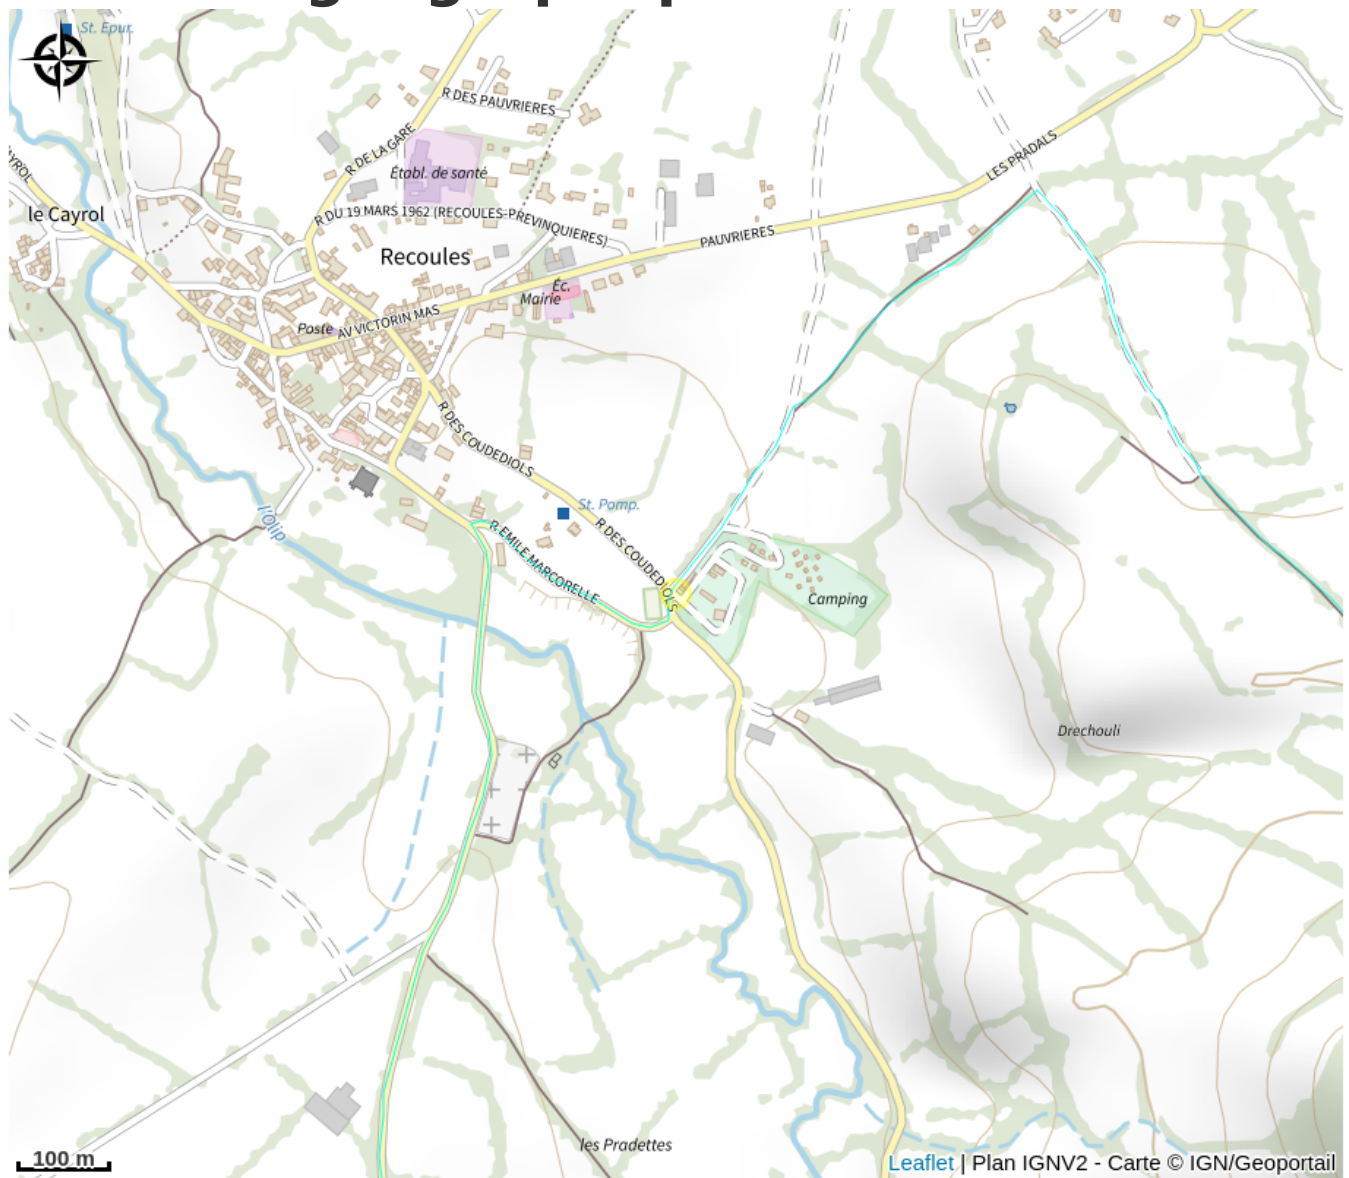 St. Epur.
R DES PAUVRIERES
R DE LA GARE
Établ. de santé
LES PRADALS
AYROL
le Cayrol
R DU 19 MARS 1962 (RECOULES-PREVINQUIERES)
PAUVRIERES
Recoules
Éc.
Mairie
Poste
AV VICTORIN MAS
R DES COUDEDIOLS
St. Pomp.
l'Olip
R EMILE MARCORELLE
R DES COUDEDIOLS
Camping
Drechouli
les Pradettes
100 m
Leaflet | Plan IGNV2 - Carte © IGN/Geoportail